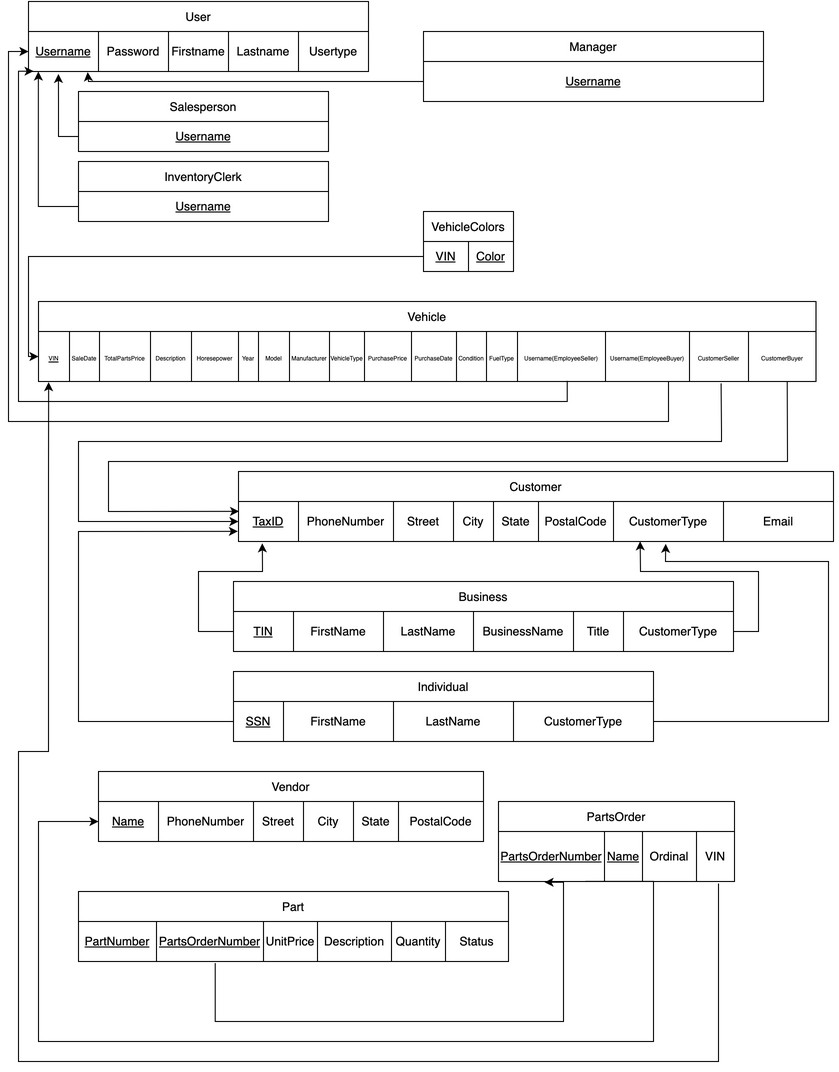 User
Username Password Firstname Lastname Usertype
Manager
Username
Salesperson
Username
InventoryClerk
Username
VehicleColors
VIN Color
Vehicle
VIN SaleDate TotalPartsPrice Description Horesepower Year Model Manufacturer VehicleType PurchasePrice PurchaseDate Condition FuelType Username(EmployeeSeller) Username(EmployeeBuyer) CustomerSeller CustomerBuyer
Customer
TaxID PhoneNumber Street City State PostalCode CustomerType Email
Business
TIN FirstName LastName BusinessName Title CustomerType
Individual
SSN FirstName LastName CustomerType
Vendor
Name PhoneNumber Street City State PostalCode
PartsOrder
PartsOrderNumber Name Ordinal VIN
Part
PartNumber PartsOrderNumber UnitPrice Description Quantity Status